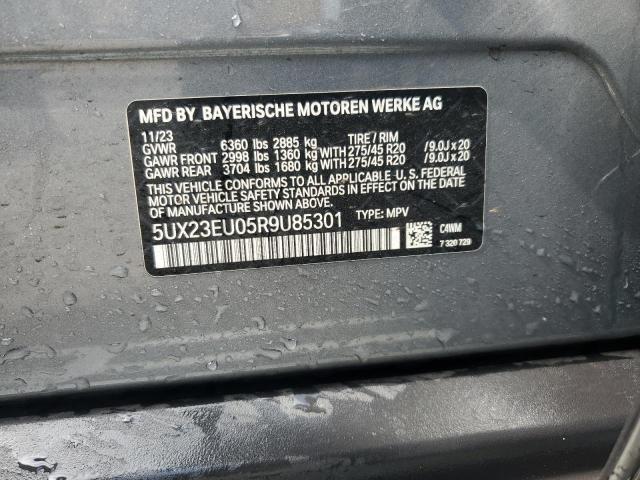 MFD BY BAYERISCHE MOTOREN WERKE AG
11/23 TIRE/RIM
GVWR 6360 lbs 2885 kg
GAWR FRONT 2998 lbs 1360 kg WITH 275/45 R20 /9.0J x 20
GAWR REAR 3704 lbs 1680 kg WITH 275/45 R20 /9.0J x 20
THIS VEHICLE CONFORMS TO ALL APPLICABLE U. S. FEDERAL
MOTOR VEHICLE SAFETY STANDARDS IN EFFECT ON THE DATE OF
MANUFACTURE SHOWN ABOVE.
5UX23EU05R9U85301 TYPE: MPV
C4WM
7 320 729